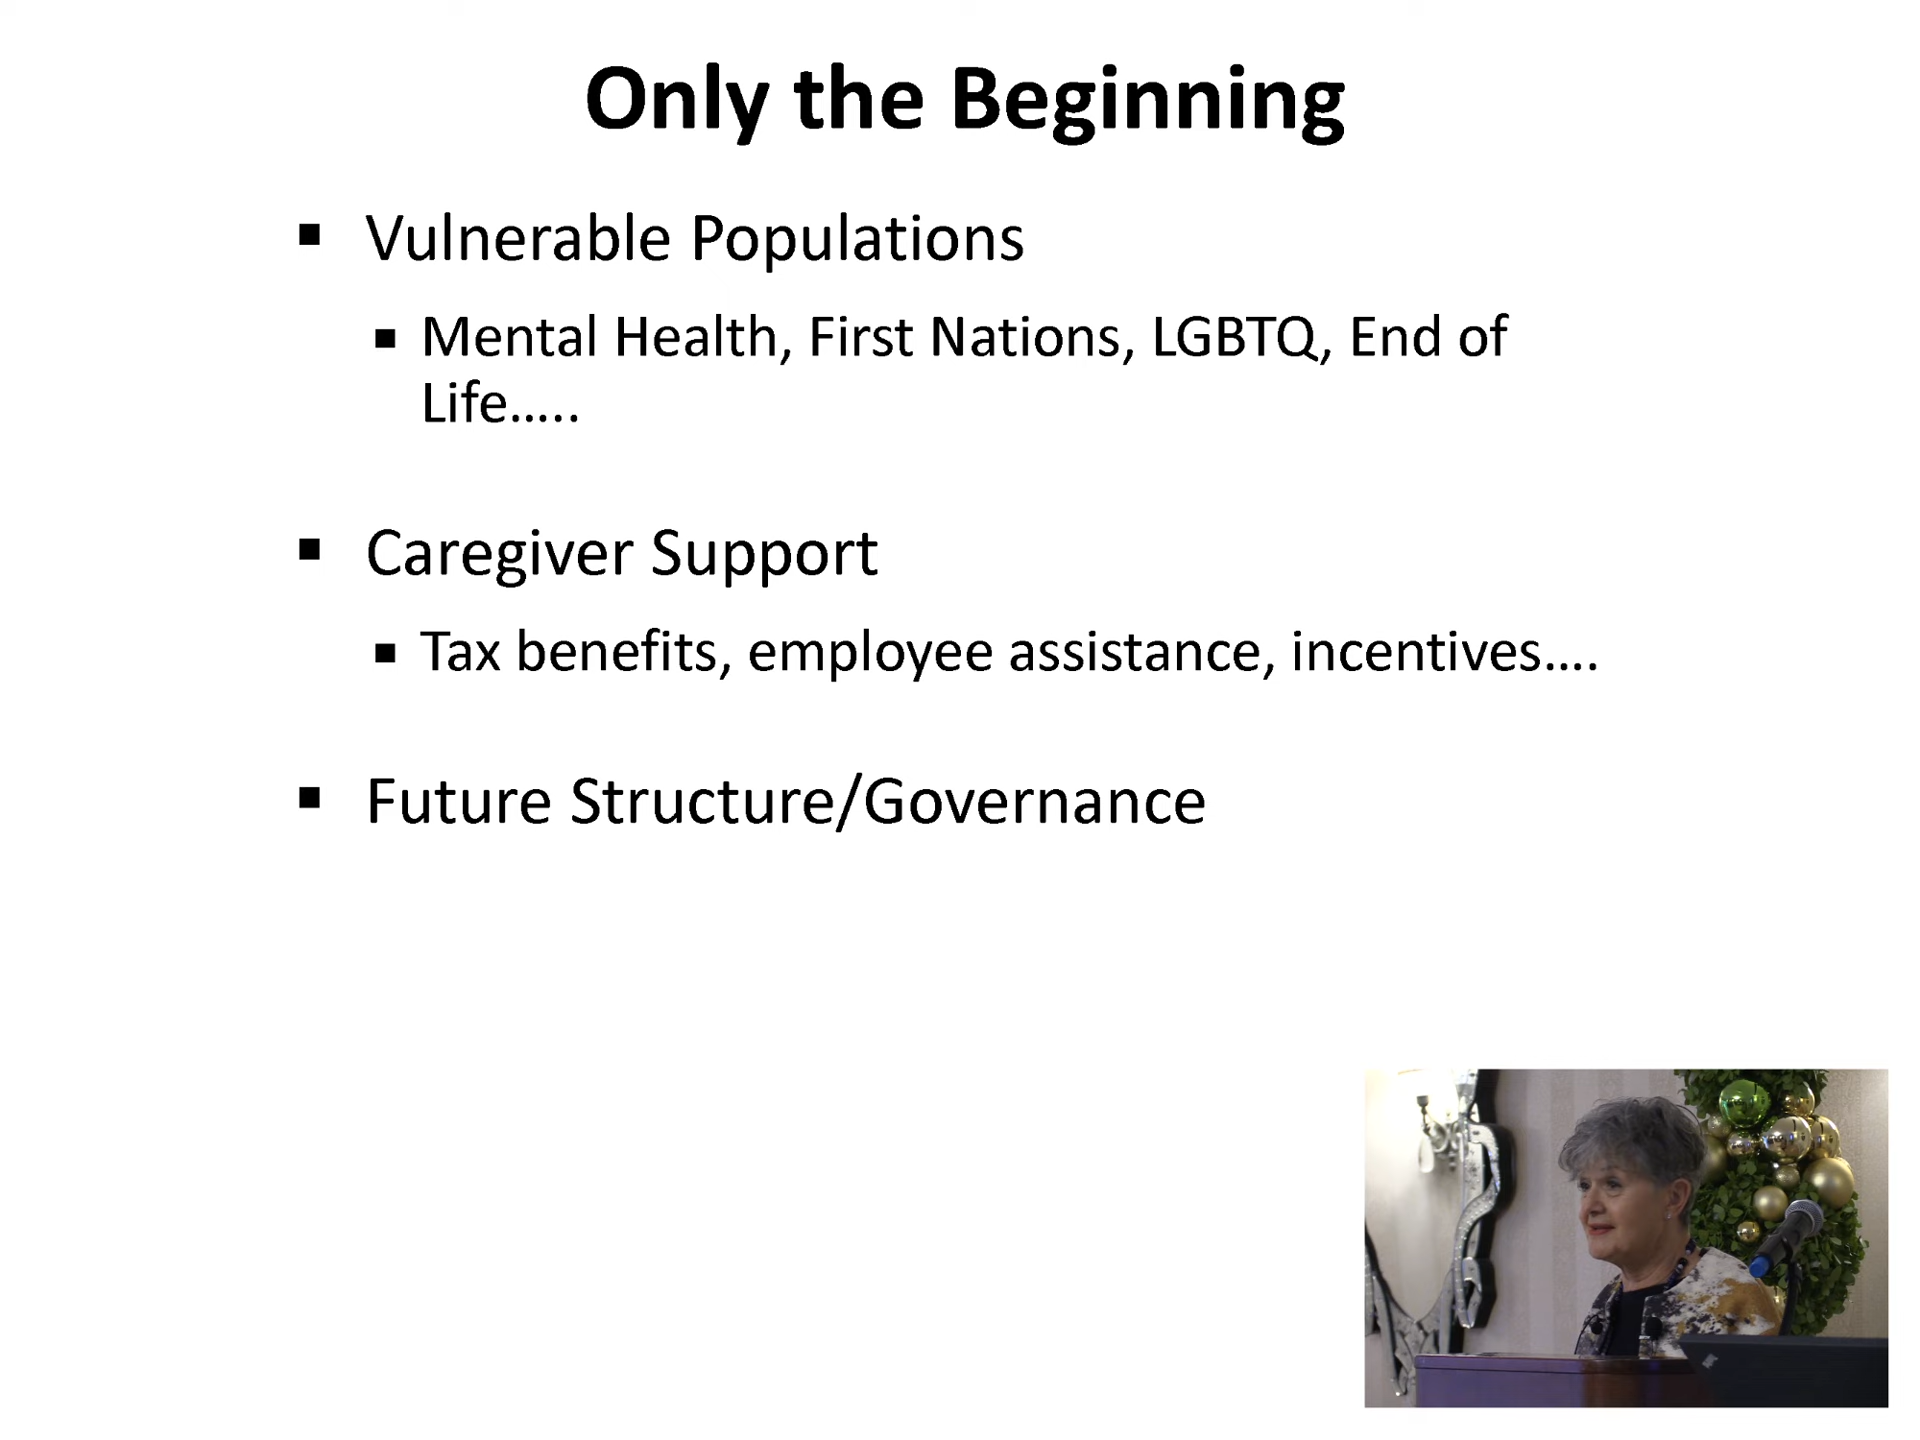 Only the Beginning
▪ Vulnerable Populations
▪ Mental Health, First Nations, LGBTQ, End of
Life…..
▪ Caregiver Support
▪ Tax benefits, employee assistance, incentives….
▪ Future Structure/Governance